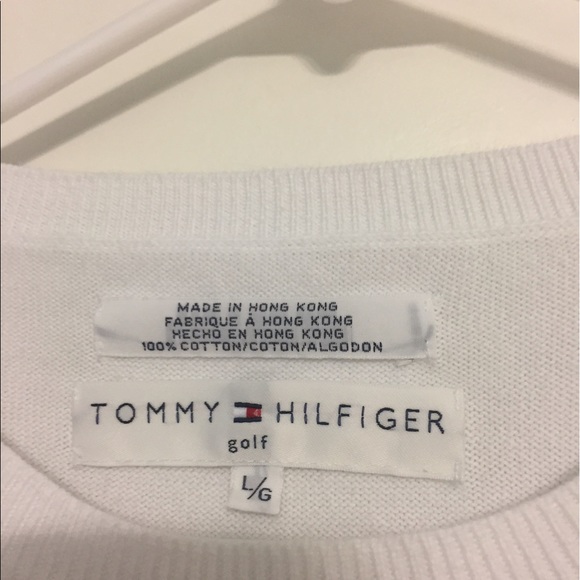 MADE IN HONG KONG
FABRIQUE À HONG KONG
HECHO EN HONG KONG
100% COTTON/COTON/ALGODON
TOMMY HILFIGER
golf
L/G